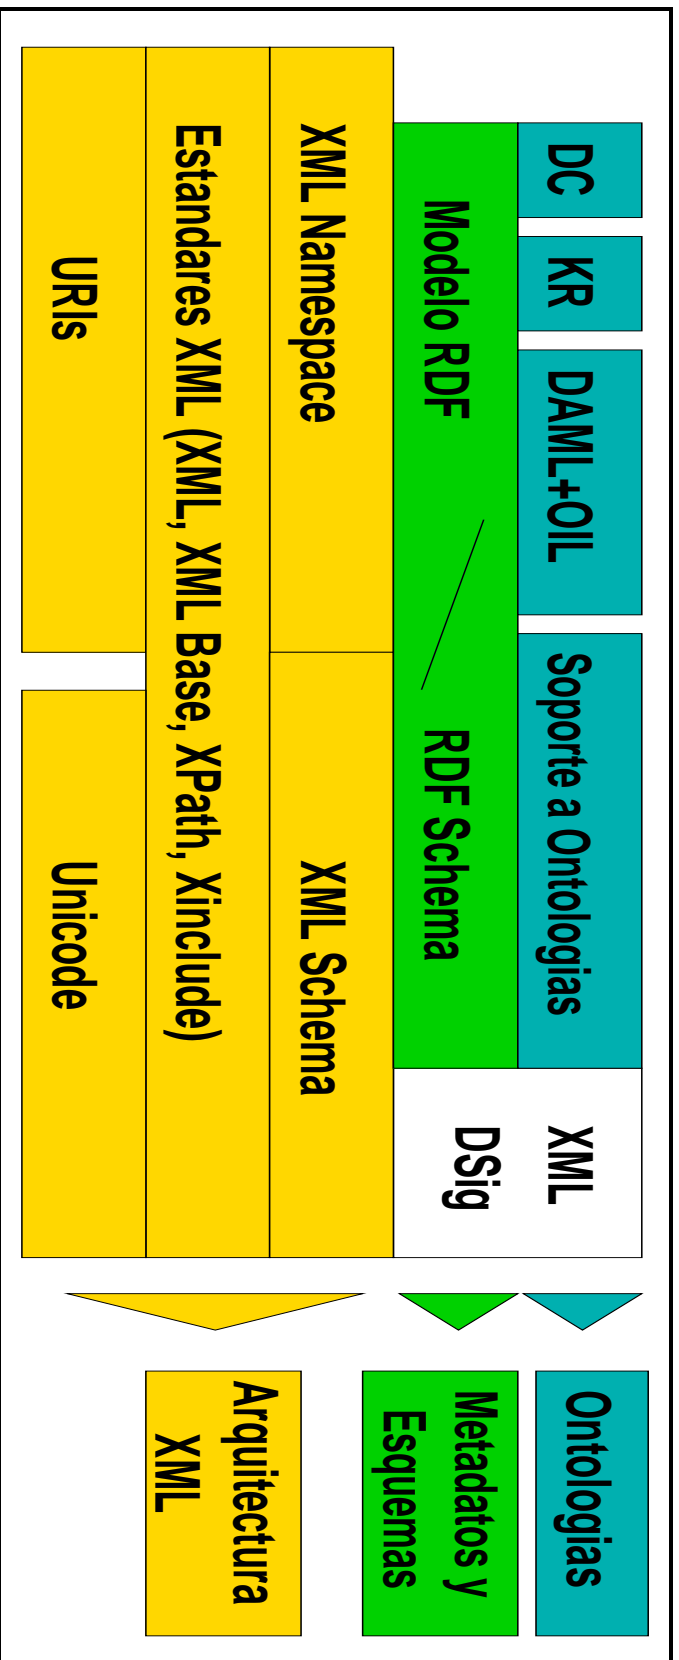 DC
KR
DAML+OIL
Soporte a Ontologias
XML
DSig
Ontologias
Modelo RDF
RDF Schema
Metadatos y
Esquemas
XML Namespace
XML Schema
Estandares XML (XML, XML Base, XPath, Xinclude)
Arquitectura
XML
URIs
Unicode